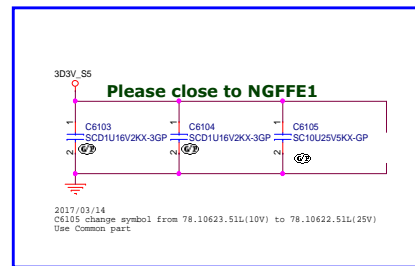 3D3V_S5
Please close to NGFFE1
1
1
1
C6103
C6104
C6105
SCD1U16V2KX-3GP
SCD1U16V2KX-3GP
SC10U25V5KX-GP
2
2
2
G/P
G/P
G/P
2017/03/14
C6105 change symbol from 78.10623.51L(10V) to 78.10622.51L(25V)
Use Common part